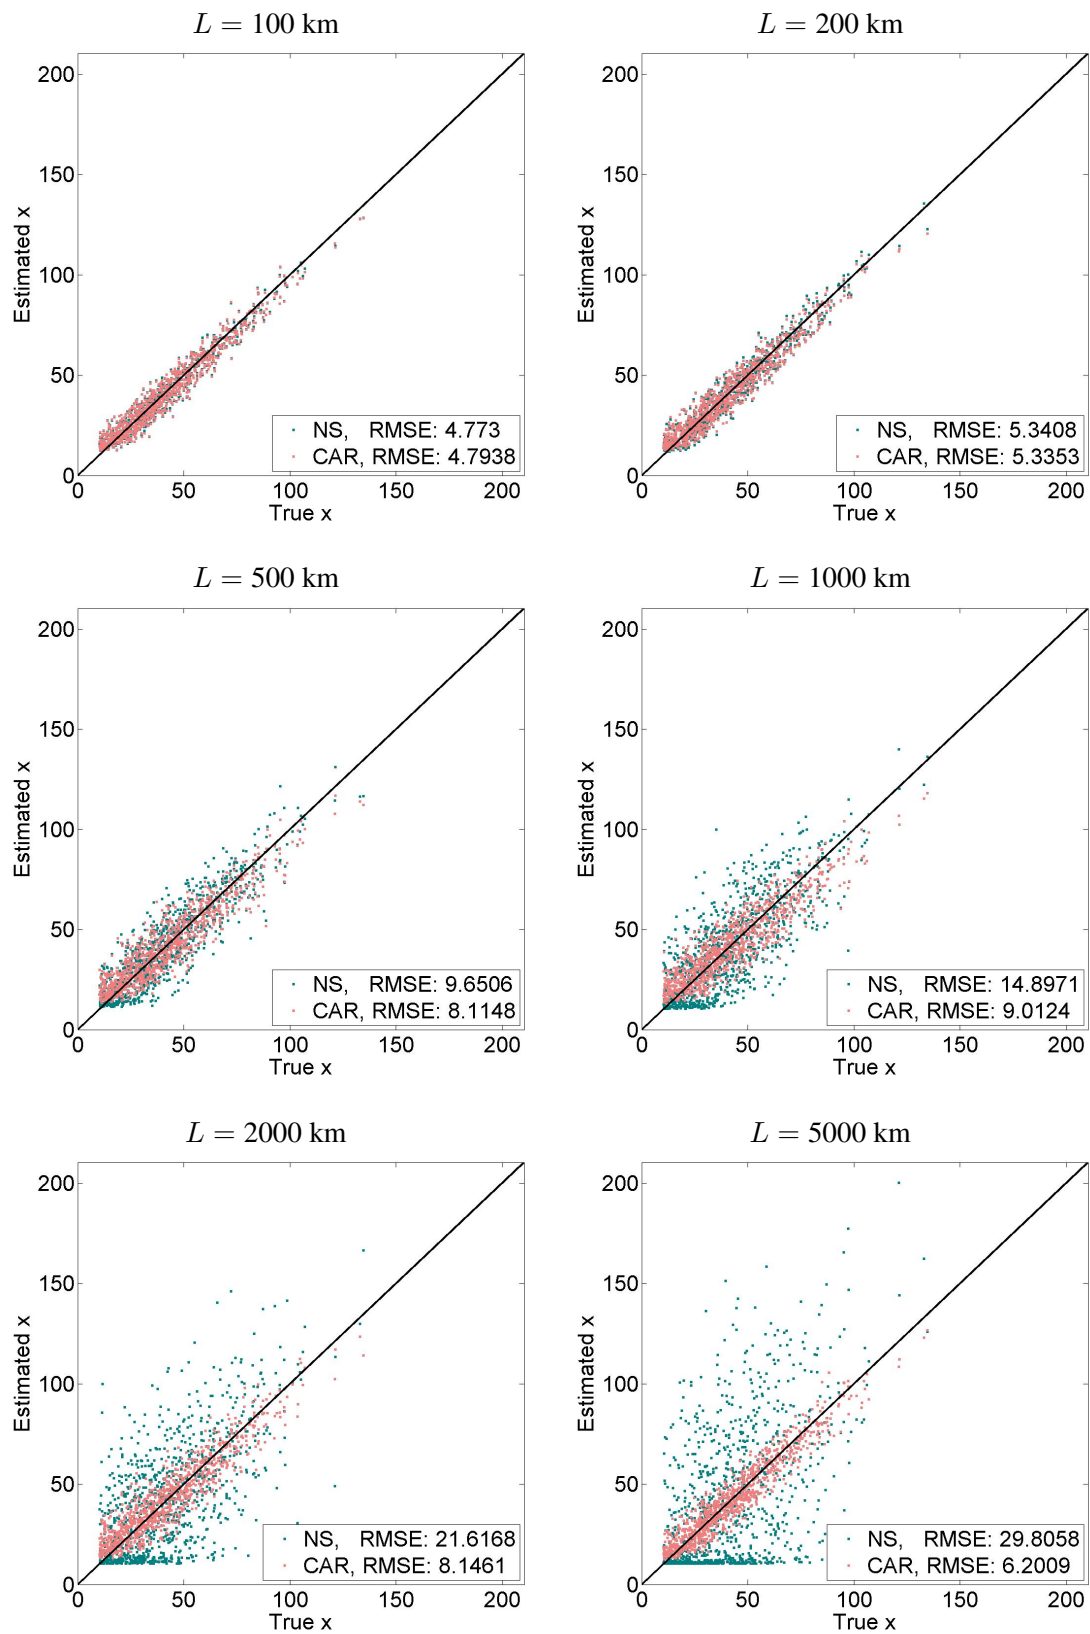 L = 100 km
200
150
100
50
0
0 50 100 150 200
Estimated x
True x
NS, RMSE: 4.773
CAR, RMSE: 4.7938
L = 200 km
200
150
100
50
0
0 50 100 150 200
Estimated x
True x
NS, RMSE: 5.3408
CAR, RMSE: 5.3353
L = 500 km
200
150
100
50
0
0 50 100 150 200
Estimated x
True x
NS, RMSE: 9.6506
CAR, RMSE: 8.1148
L = 1000 km
200
150
100
50
0
0 50 100 150 200
Estimated x
True x
NS, RMSE: 14.8971
CAR, RMSE: 9.0124
L = 2000 km
200
150
100
50
0
0 50 100 150 200
Estimated x
True x
NS, RMSE: 21.6168
CAR, RMSE: 8.1461
L = 5000 km
200
150
100
50
0
0 50 100 150 200
Estimated x
True x
NS, RMSE: 29.8058
CAR, RMSE: 6.2009